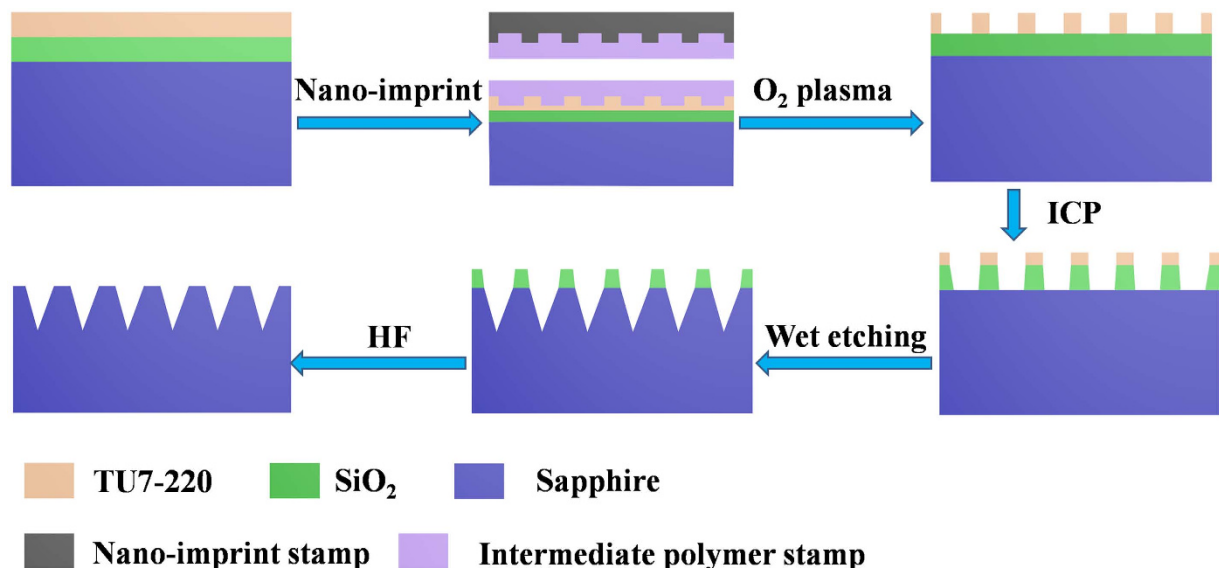 Nano-imprint
O₂ plasma
ICP
Wet etching
HF
TU7-220
SiO₂
Sapphire
Nano-imprint stamp
Intermediate polymer stamp